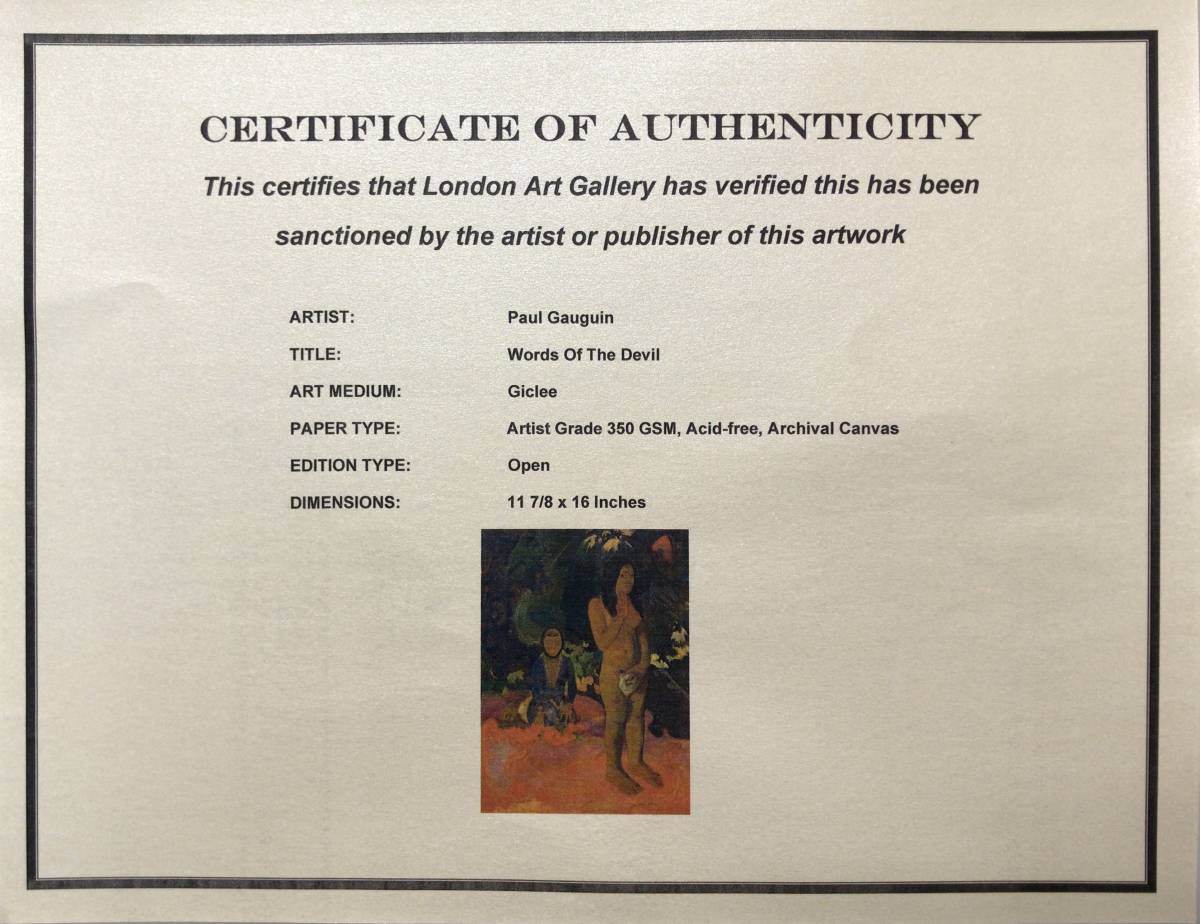 CERTIFICATE OF AUTHENTICITY
This certifies that London Art Gallery has verified this has been
sanctioned by the artist or publisher of this artwork
ARTIST: Paul Gauguin
TITLE: Words Of The Devil
ART MEDIUM: Giclee
PAPER TYPE: Artist Grade 350 GSM, Acid-free, Archival Canvas
EDITION TYPE: Open
DIMENSIONS: 11 7/8 x 16 Inches